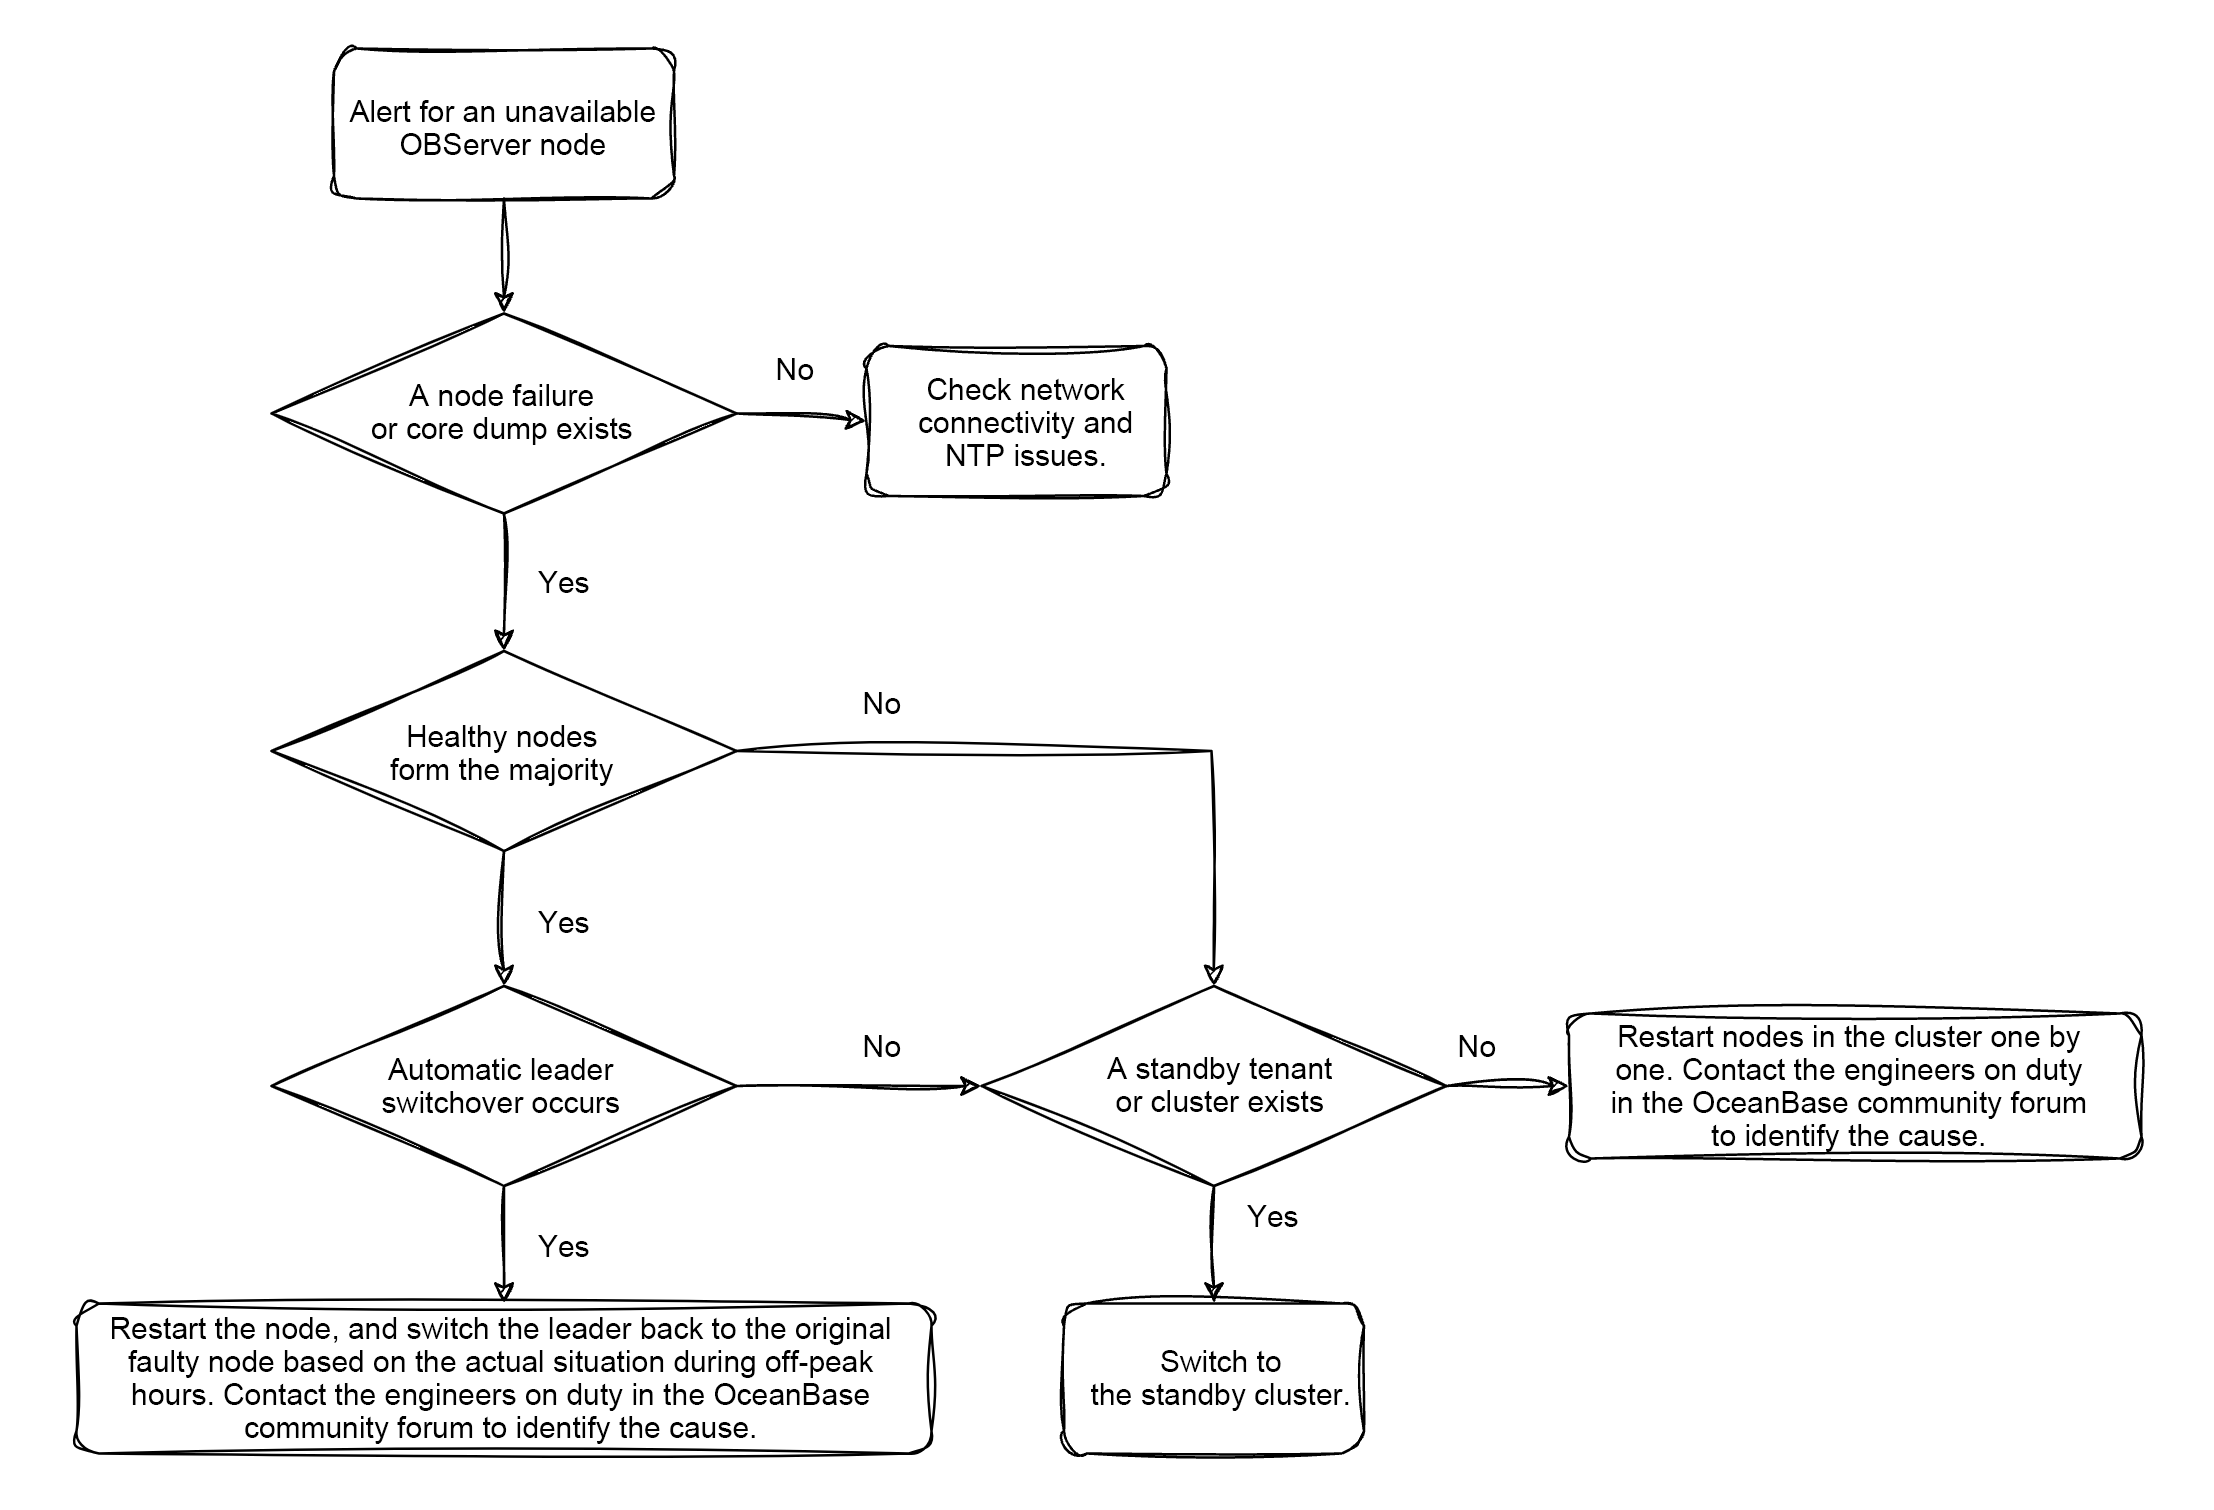 Alert for an unavailable
OBServer node
A node failure
or core dump exists
No
Check network
connectivity and
NTP issues.
Yes
Healthy nodes
form the majority
No
Yes
Automatic leader
switchover occurs
No
A standby tenant
or cluster exists
No
Restart nodes in the cluster one by
one. Contact the engineers on duty
in the OceanBase community forum
to identify the cause.
Yes
Restart the node, and switch the leader back to the original
faulty node based on the actual situation during off-peak
hours. Contact the engineers on duty in the OceanBase
community forum to identify the cause.
Yes
Switch to
the standby cluster.